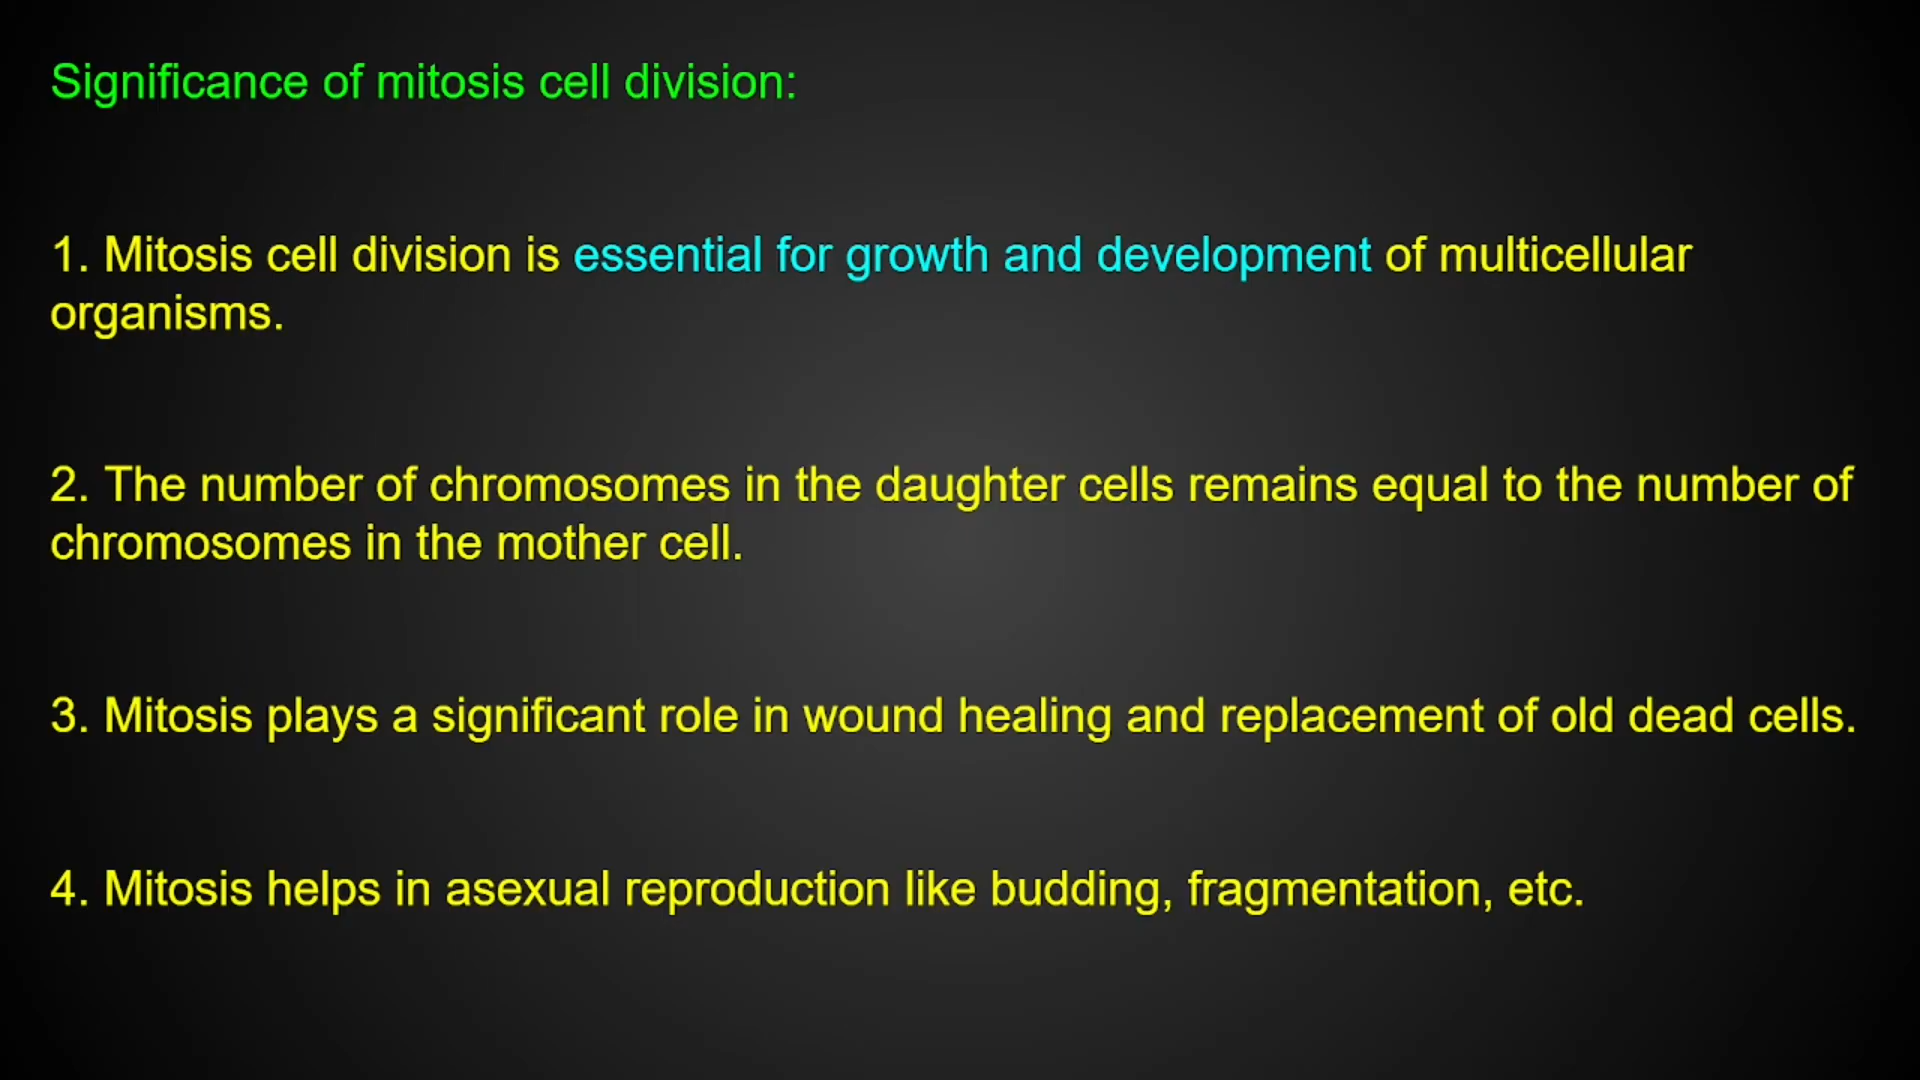 Significance of mitosis cell division:
1. Mitosis cell division is essential for growth and development of multicellular
organisms.
2. The number of chromosomes in the daughter cells remains equal to the number of
chromosomes in the mother cell.
3. Mitosis plays a significant role in wound healing and replacement of old dead cells.
4. Mitosis helps in asexual reproduction like budding, fragmentation, etc.